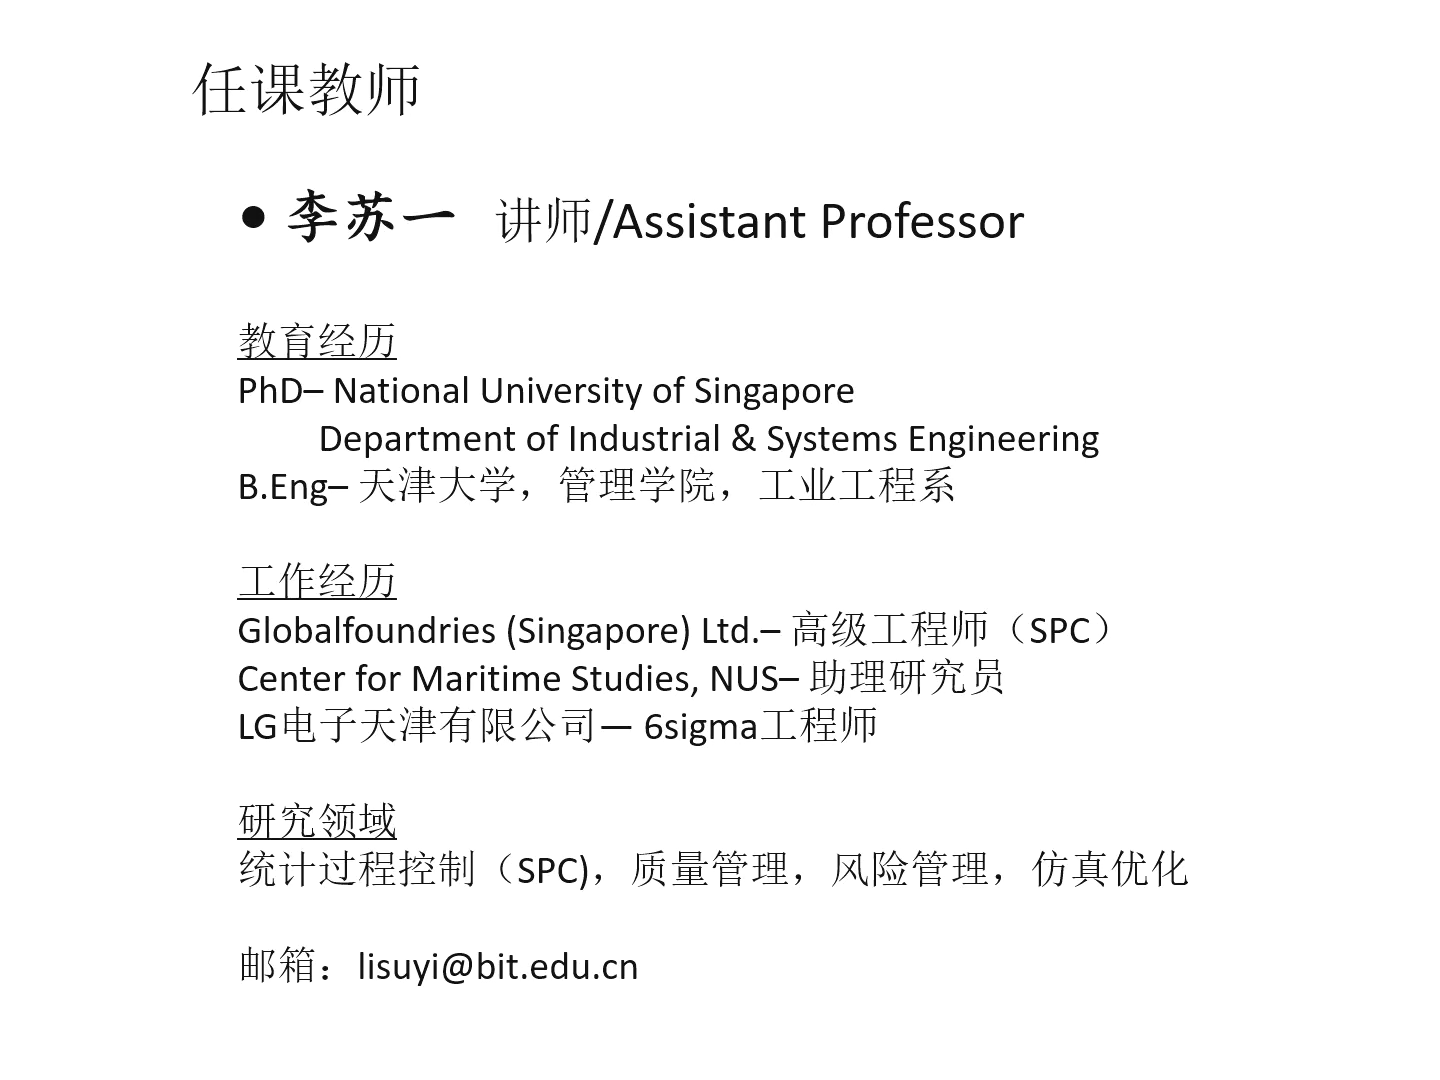 任课教师
• 李苏一 讲师/Assistant Professor
教育经历
PhD– National University of Singapore
Department of Industrial & Systems Engineering
B.Eng– 天津大学，管理学院，工业工程系
工作经历
Globalfoundries (Singapore) Ltd.– 高级工程师（SPC）
Center for Maritime Studies, NUS– 助理研究员
LG电子天津有限公司— 6sigma工程师
研究领域
统计过程控制（SPC)，质量管理，风险管理，仿真优化
邮箱：lisuyi@bit.edu.cn